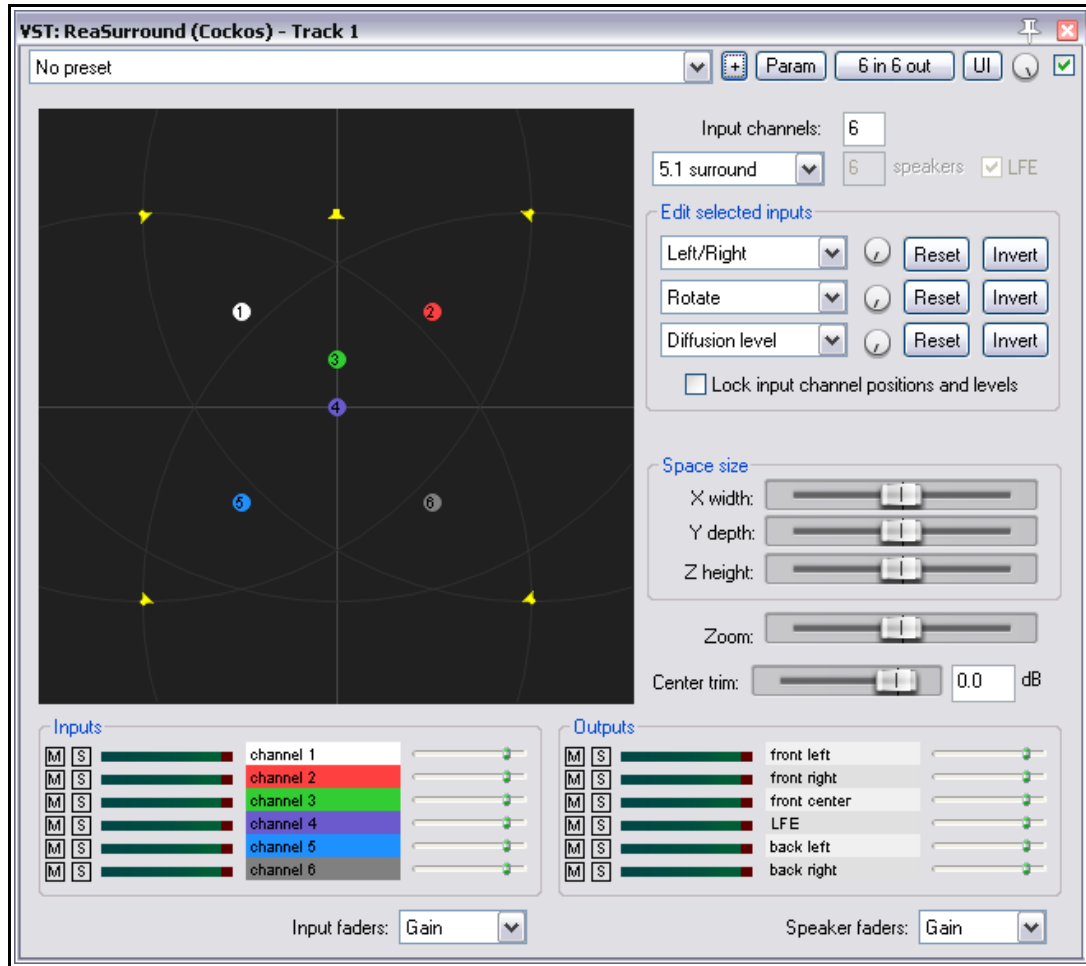 VST: ReaSurround (Cockos) - Track 1
No preset
+
Param
6 in 6 out
UI
Input channels: 6
5.1 surround
6 speakers
LFE
Edit selected inputs
Left/Right
Reset
Invert
Rotate
Reset
Invert
Diffusion level
Reset
Invert
Lock input channel positions and levels
1
2
3
4
5
6
Space size
X width:
Y depth:
Z height:
Zoom:
Center trim: 0.0 dB
Inputs
M S channel 1
M S channel 2
M S channel 3
M S channel 4
M S channel 5
M S channel 6
Input faders: Gain
Outputs
M S front left
M S front right
M S front center
M S LFE
M S back left
M S back right
Speaker faders: Gain